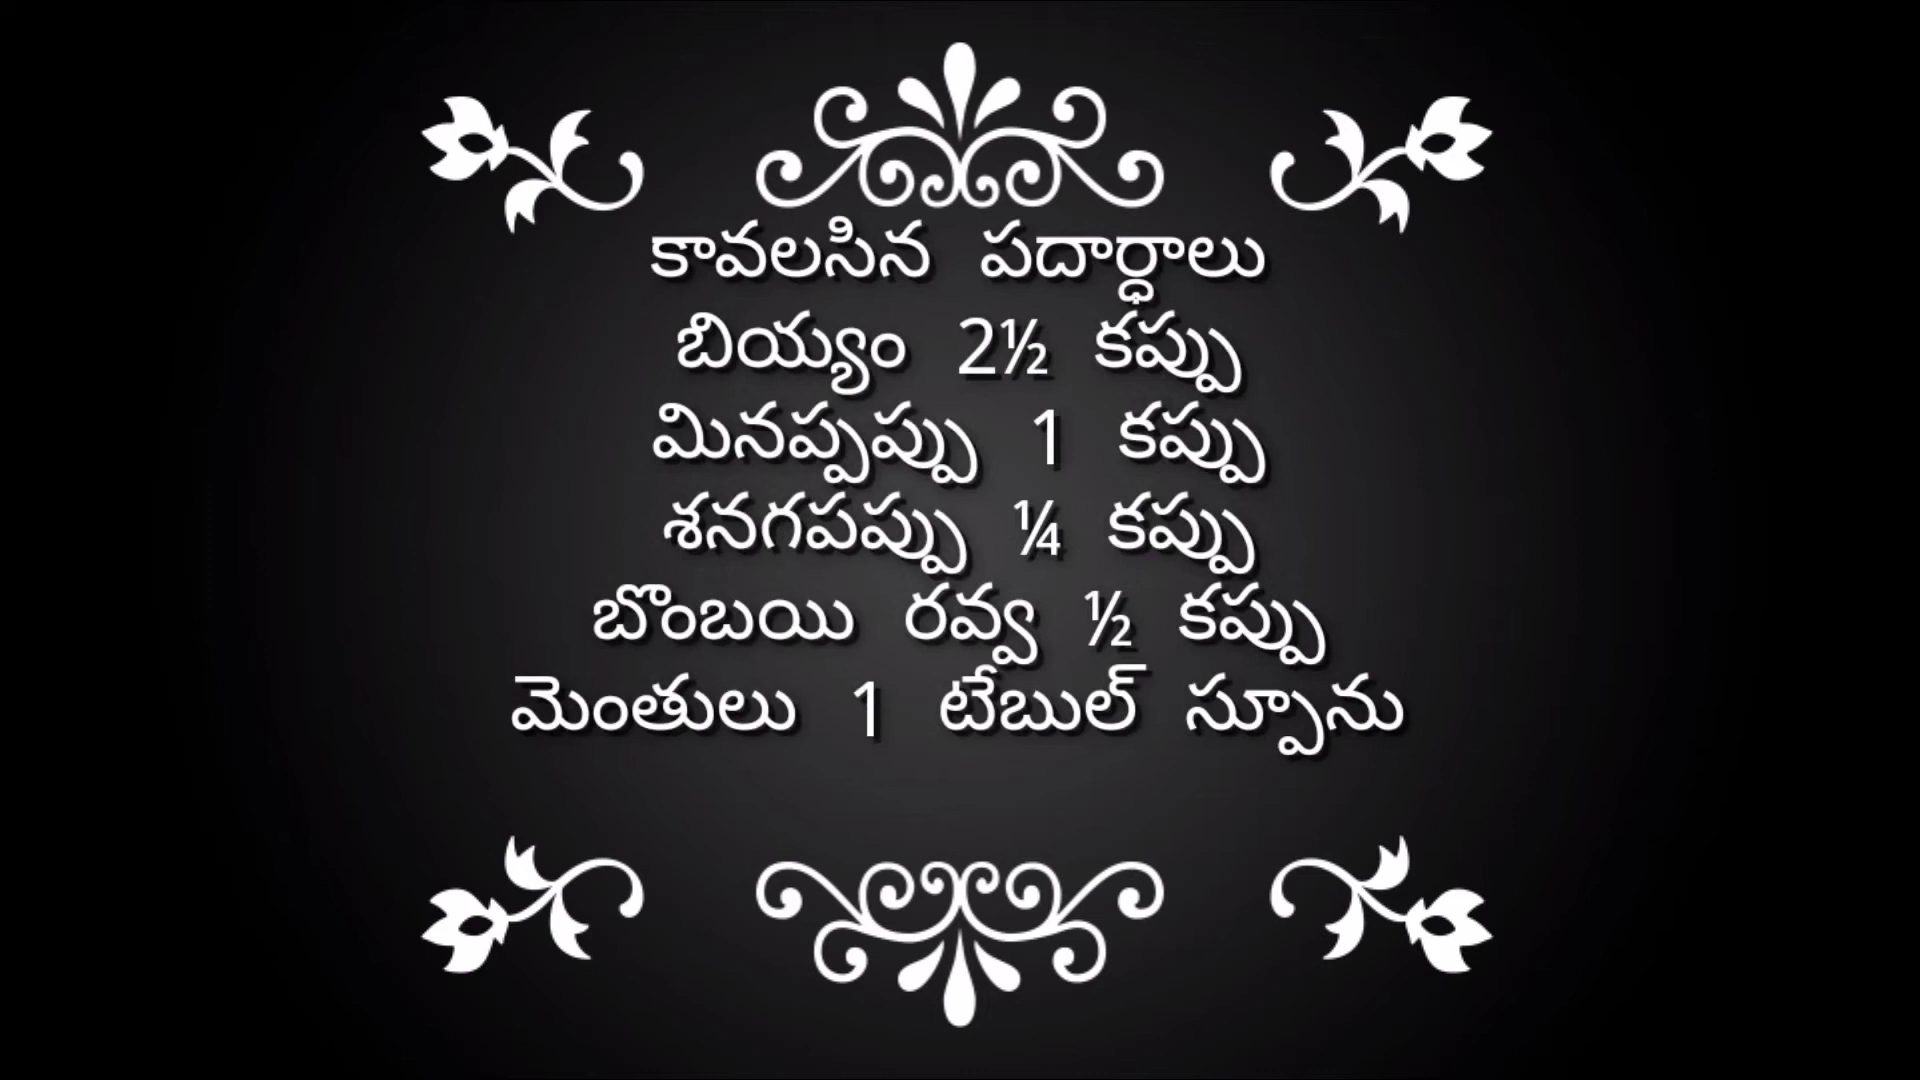 కావలసిన పదార్ధాలు
బియ్యం 2½ కప్పు
మినప్పప్పు 1 కప్పు
శనగపప్పు ¼ కప్పు
బొంబయి రవ్వ ½ కప్పు
మెంతులు 1 టేబుల్ స్పూను